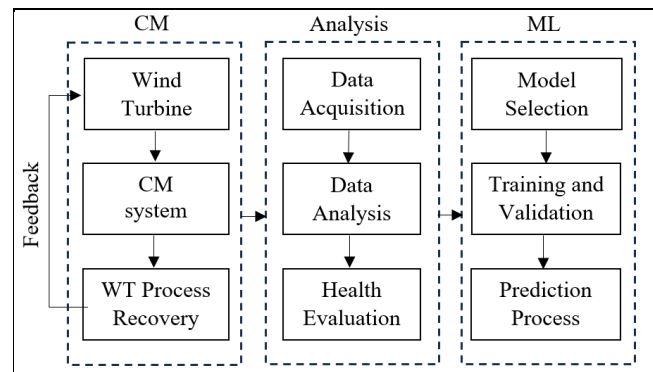 CM
Analysis
ML
Feedback
Wind
Turbine
CM
system
WT Process
Recovery
Data
Acquisition
Data
Analysis
Health
Evaluation
Model
Selection
Training and
Validation
Prediction
Process